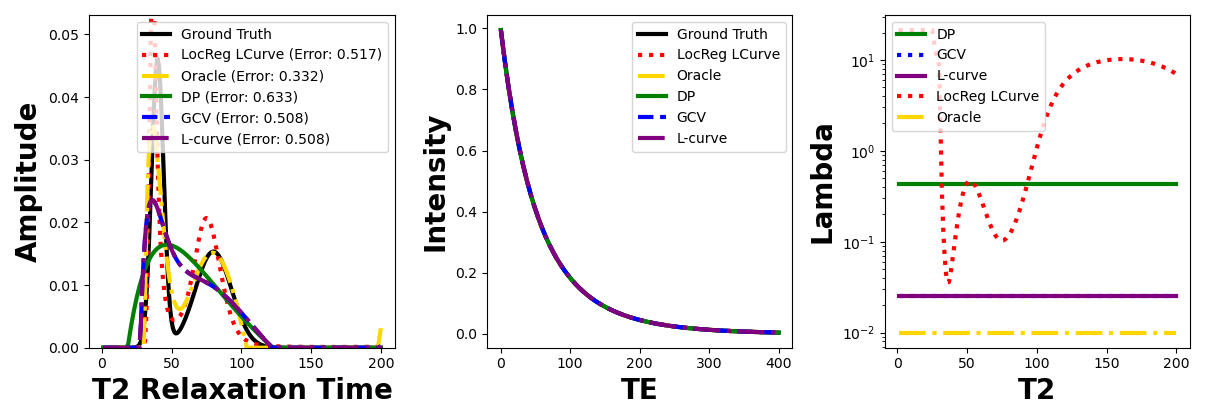 Amplitude
0.05
0.04
0.03
0.02
0.01
0.00
Ground Truth
LocReg LCurve (Error: 0.517)
Oracle (Error: 0.332)
DP (Error: 0.633)
GCV (Error: 0.508)
L-curve (Error: 0.508)
0 50 100 150 200
T2 Relaxation Time
Intensity
1.0
0.8
0.6
0.4
0.2
0.0
Ground Truth
LocReg LCurve
Oracle
DP
GCV
L-curve
0 100 200 300 400
TE
Lambda
10¹
10⁰
10⁻¹
10⁻²
DP
GCV
L-curve
LocReg LCurve
Oracle
0 50 100 150 200
T2